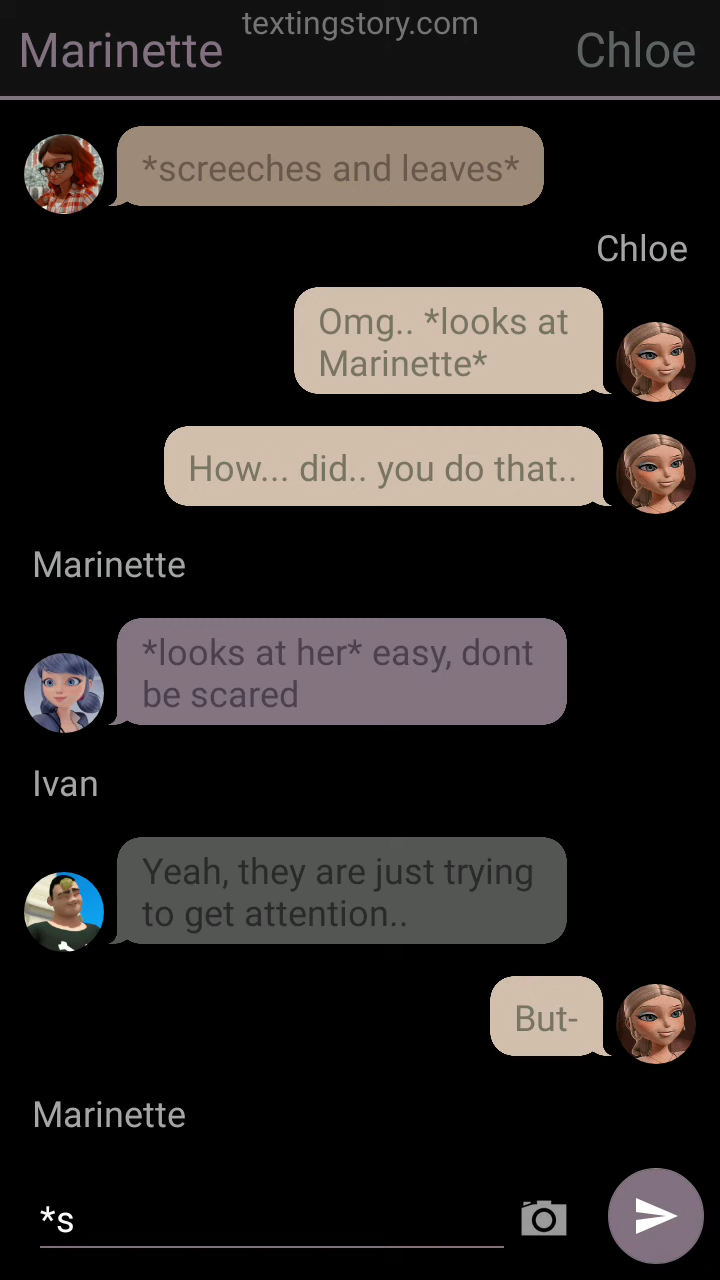 textingstory.com
Marinette
Chloe
*screeches and leaves*
Chloe
Omg.. *looks at
Marinette*
How... did.. you do that..
Marinette
*looks at her* easy, dont
be scared
Ivan
Yeah, they are just trying
to get attention..
But-
Marinette
*s